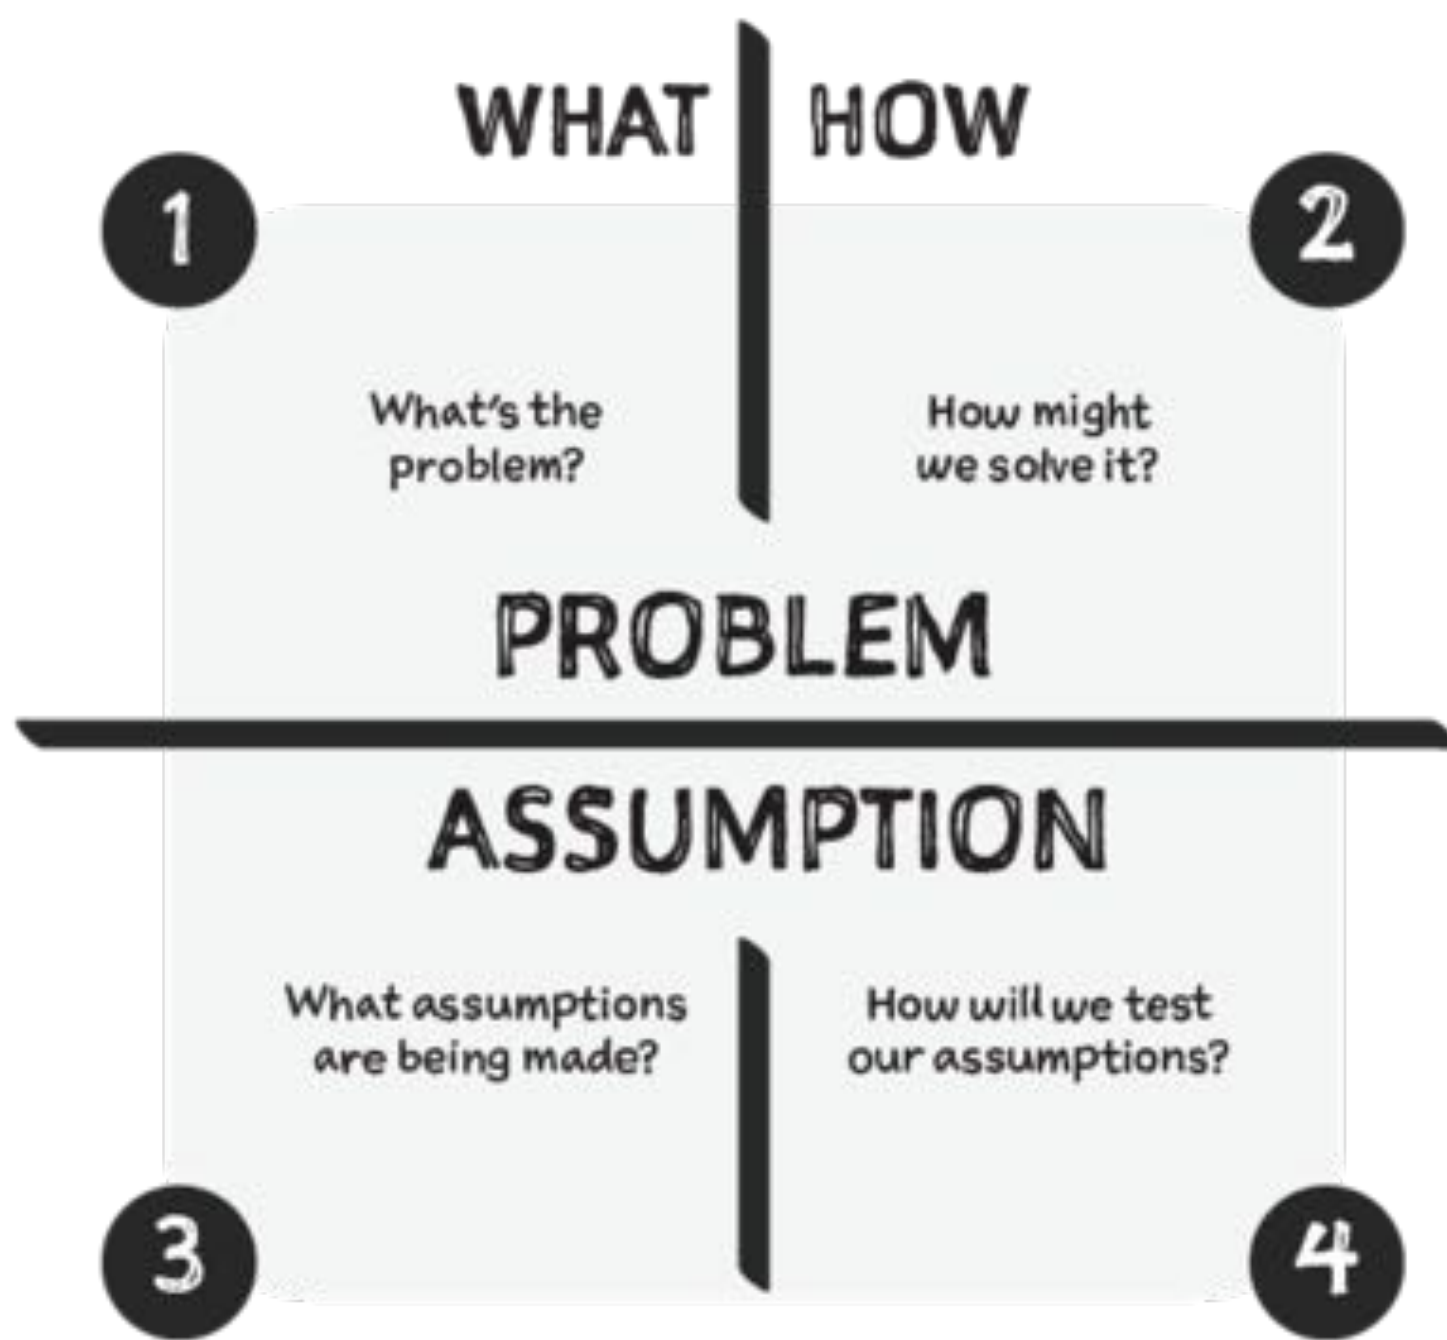 WHAT HOW
1
2
What's the
problem?
How might
we solve it?
PROBLEM
ASSUMPTION
What assumptions
are being made?
How will we test
our assumptions?
3
4